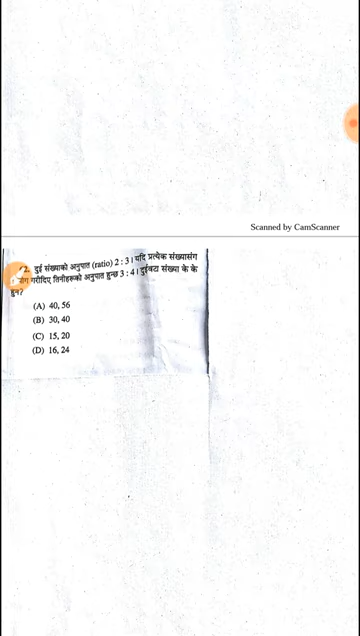 Scanned by CamScanner
2. दुई संख्याको अनुपात (ratio) 2 : 3 । यदि प्रत्येक संख्यासंग
गरीदिए तिनीहरूको अनुपात हुन्छ 3 : 4 । दुईवटा संख्या के के
हुन?
(A) 40, 56
(B) 30, 40
(C) 15, 20
(D) 16, 24